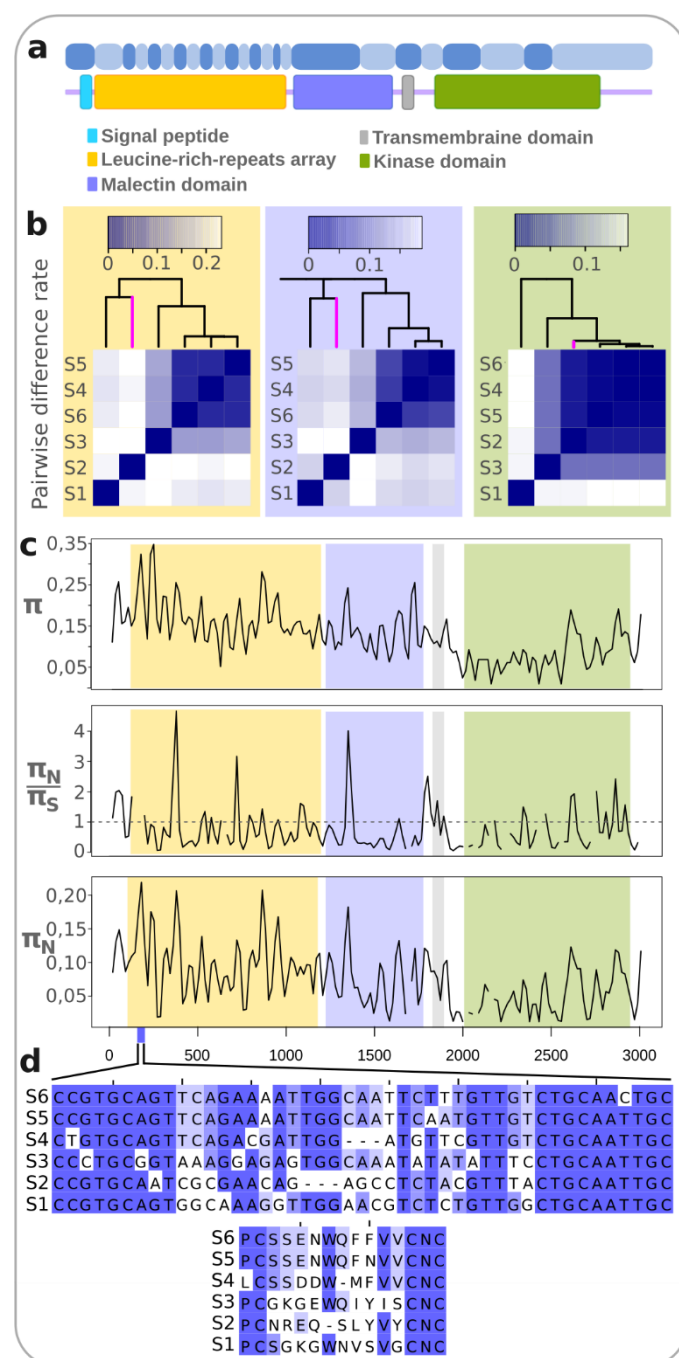 a
Signal peptide
Transmembraine domain
Leucine-rich-repeats array
Kinase domain
Malectin domain
b
Pairwise difference rate
0 0.1 0.2
0 0.1
0 0.1
S5
S4
S6
S3
S2
S1
S5
S4
S6
S3
S2
S1
S6
S4
S5
S2
S3
S1
c
π
0,35
0,25
0,15
0,05
πN
πS
4
3
2
1
0
πN
0,20
0,15
0,10
0,05
0 500 1000 1500 2000 2500 3000
d
S6 CCGTGCAGTTCAGAAAATTGGCAATTCTTTGTTGTCTGCAACTGC
S5 CCGTGCAGTTCAGAAAATTGGCAATTCAATGTTGTCTGCAATTGC
S4 CTGTGCAGTTCAGACGATTGG---ATGTTCGTTGTCTGCAATTGC
S3 CCCTGCGGTAAAGGAGAGTGGCAAATATATATTTCCTGCAATTGC
S2 CCGTGCAATCGCGAACAG---AGCCTCTACGTTTACTGCAATTGC
S1 CCGTGCAGTGGCAAAGGTTGGAACGTCTCTGTTGGCTGCAATTGC
S6 PCSSENWQFFVVCNC
S5 PCSSENWQFNVVCNC
S4 LCSSDDW-MFVVCNC
S3 PCGKGEWQIYISCNC
S2 PCNREQ-SLYVYCNC
S1 PCSGKGWNVSVGCNC